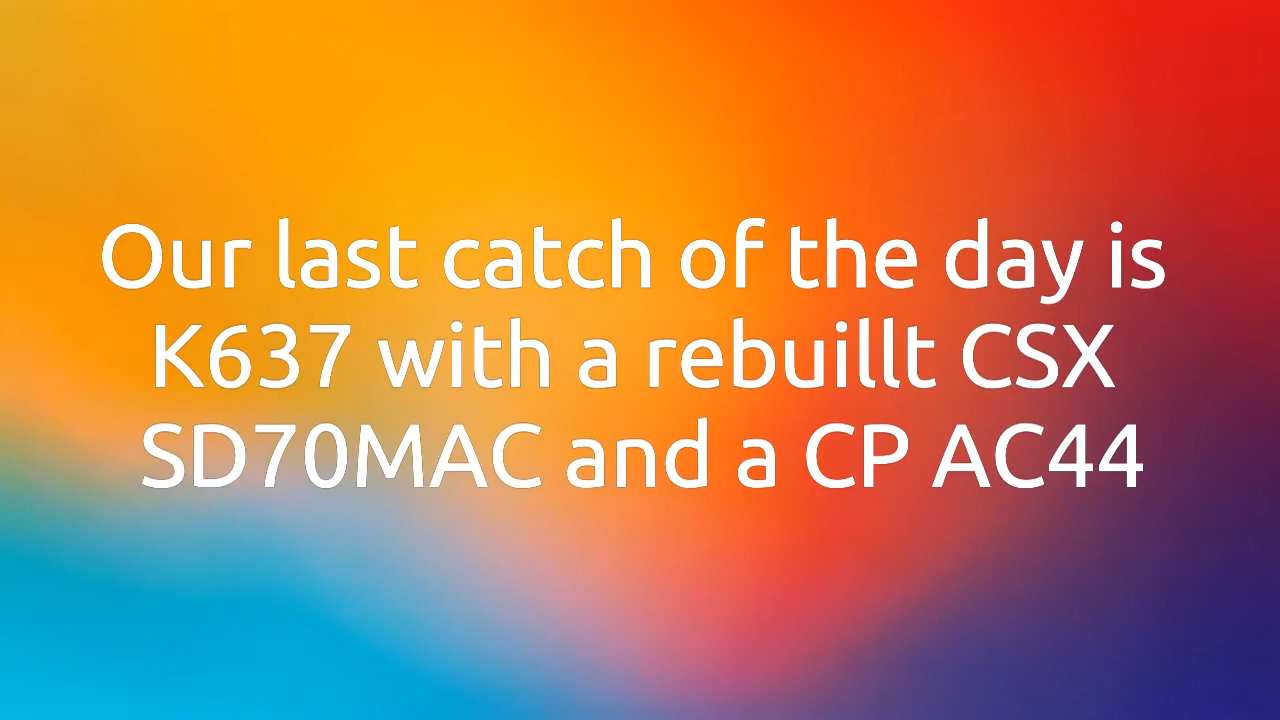 Our last catch of the day is
K637 with a rebuillt CSX
SD70MAC and a CP AC44